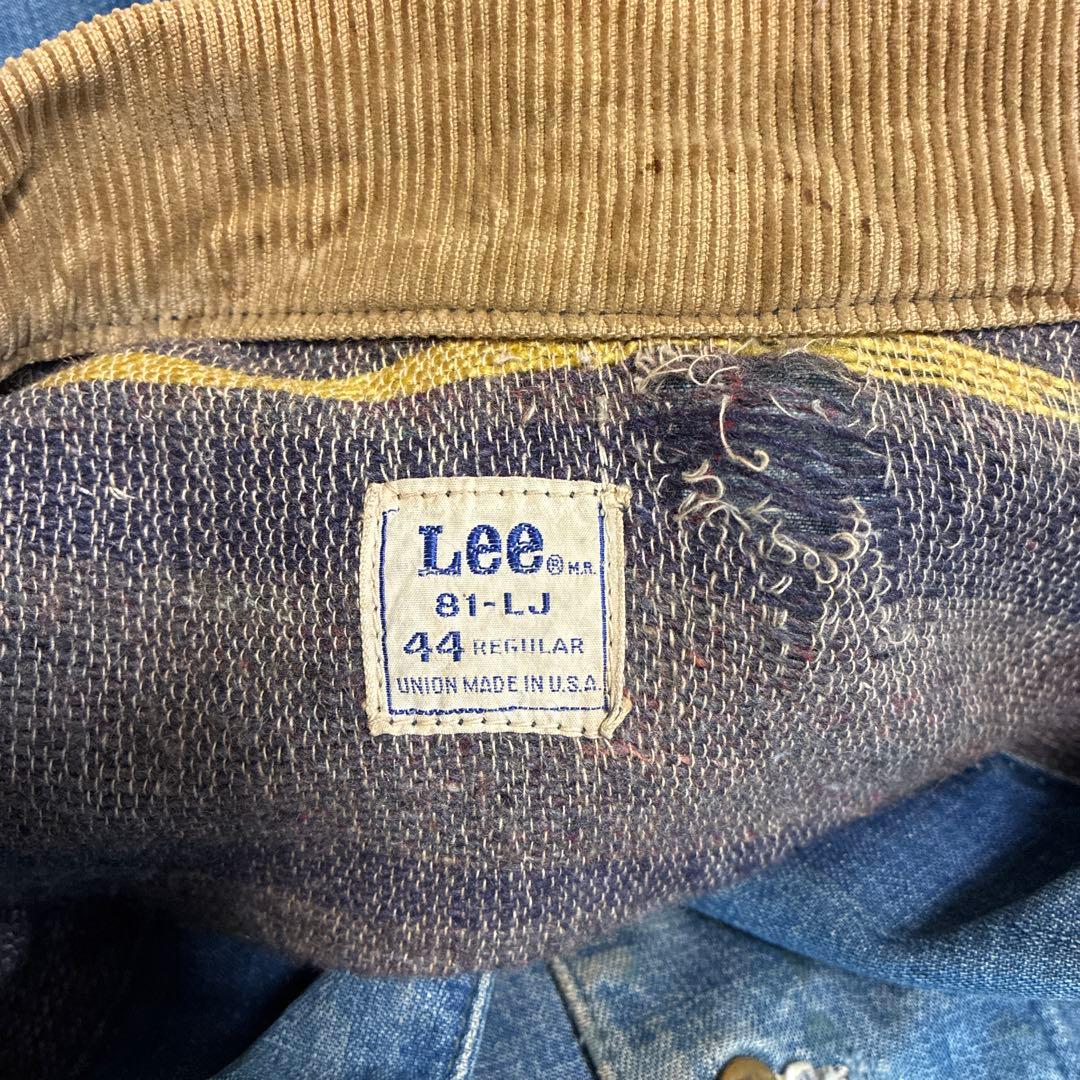 Lee® M.R.
81-LJ
44 REGULAR
UNION MADE IN U.S.A.